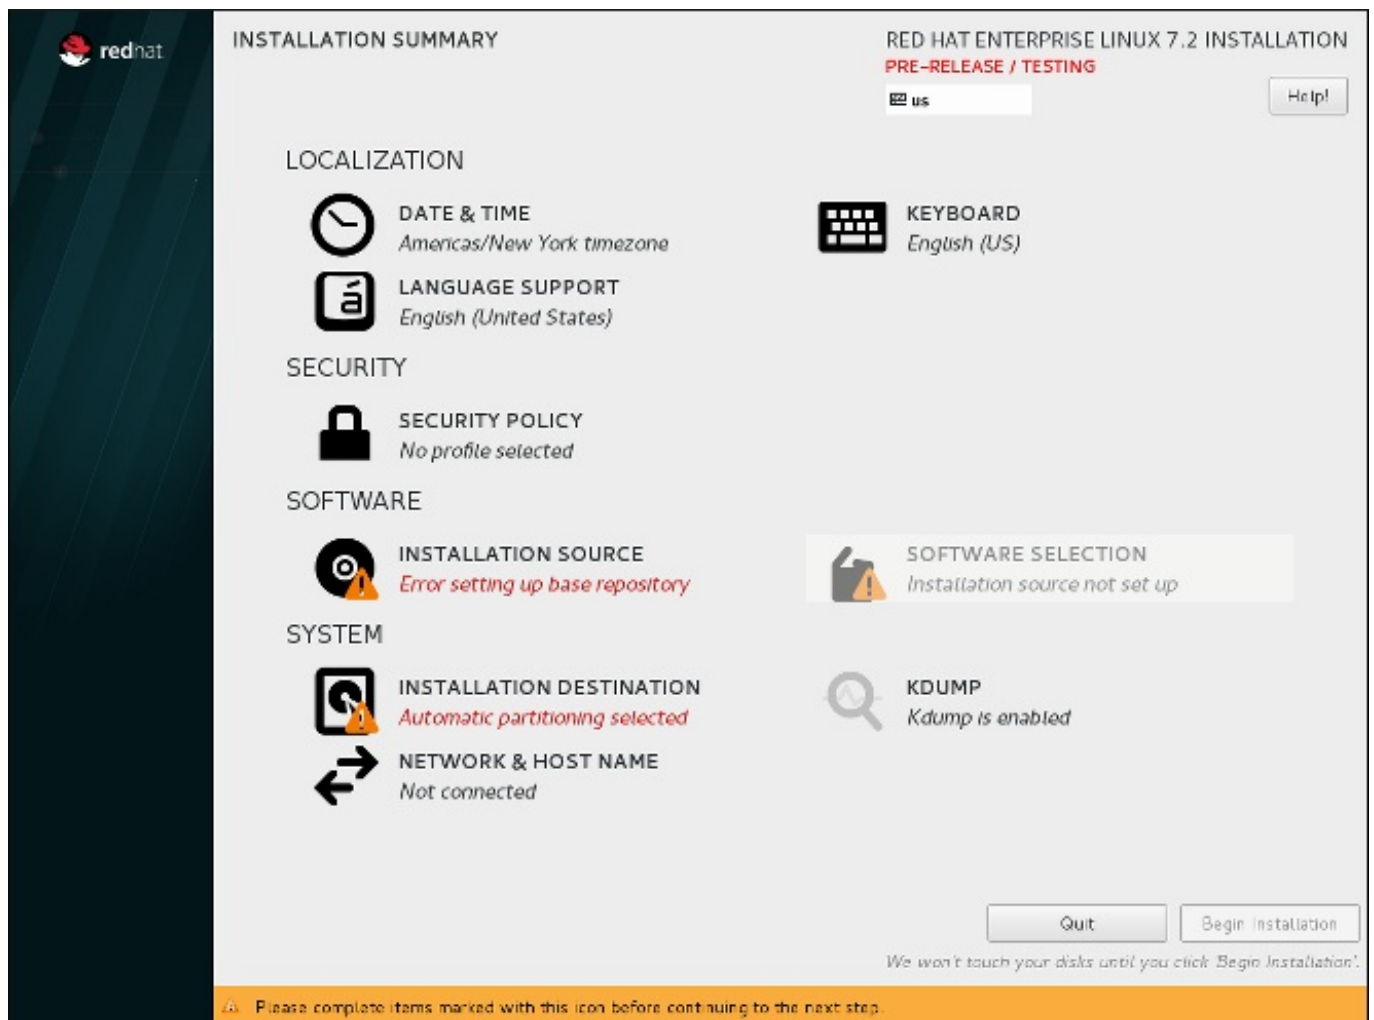 redhat
INSTALLATION SUMMARY
RED HAT ENTERPRISE LINUX 7.2 INSTALLATION
PRE-RELEASE / TESTING
us
Help!
LOCALIZATION
DATE & TIME
Americas/New York timezone
KEYBOARD
English (US)
á
LANGUAGE SUPPORT
English (United States)
SECURITY
SECURITY POLICY
No profile selected
SOFTWARE
INSTALLATION SOURCE
Error setting up base repository
SOFTWARE SELECTION
Installation source not set up
SYSTEM
INSTALLATION DESTINATION
Automatic partitioning selected
KDUMP
Kdump is enabled
NETWORK & HOST NAME
Not connected
Quit
Begin Installation
We won't touch your disks until you click 'Begin Installation'.
Please complete items marked with this icon before continuing to the next step.